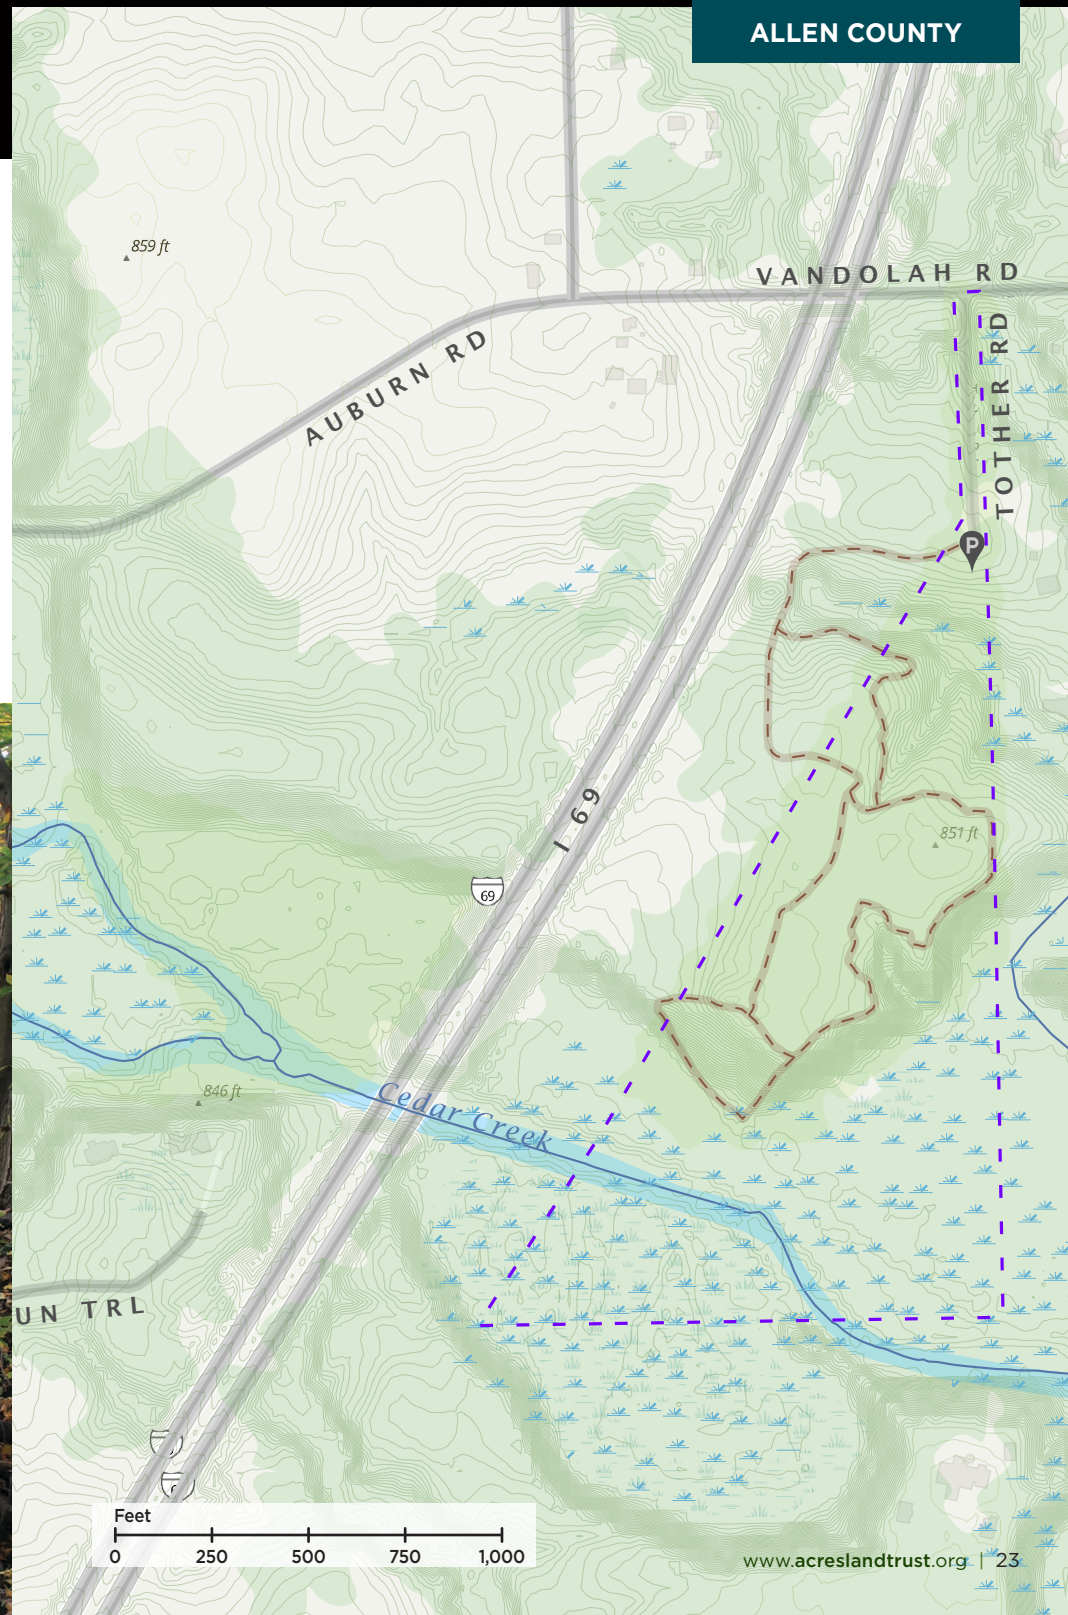 ALLEN COUNTY
859 ft
VANDOLAH RD
AUBURN RD
TOTHER RD
P
I 69
851 ft
69
Cedar Creek
846 ft
UN TRL
6
Feet
0 250 500 750 1,000
www.acreslandtrust.org | 23